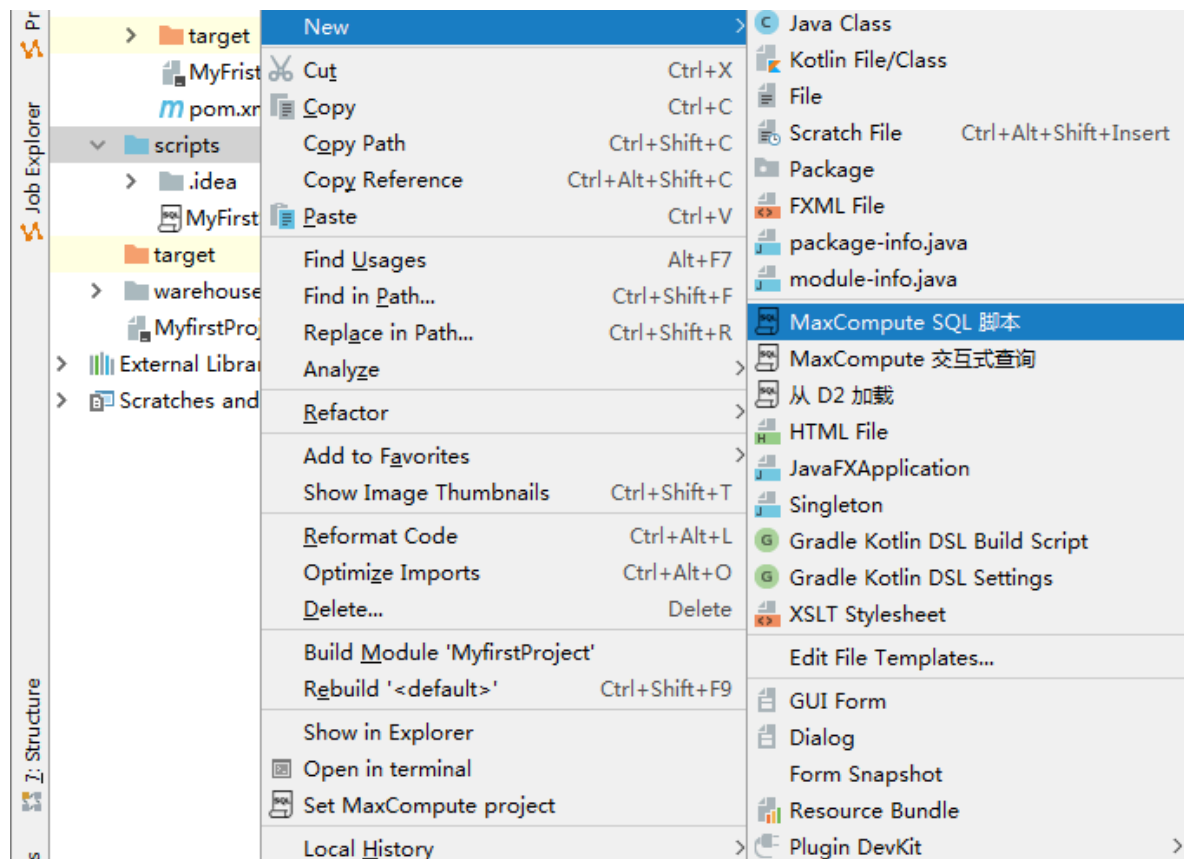 Pr
Job Explorer
7: Structure
target
MyFrist
pom.xn
scripts
.idea
MyFirst
target
warehouse
MyfirstProj
External Librar
Scratches and
New
Cut Ctrl+X
Copy Ctrl+C
Copy Path Ctrl+Shift+C
Copy Reference Ctrl+Alt+Shift+C
Paste Ctrl+V
Find Usages Alt+F7
Find in Path... Ctrl+Shift+F
Replace in Path... Ctrl+Shift+R
Analyze
Refactor
Add to Favorites
Show Image Thumbnails Ctrl+Shift+T
Reformat Code Ctrl+Alt+L
Optimize Imports Ctrl+Alt+O
Delete... Delete
Build Module 'MyfirstProject'
Rebuild '<default>' Ctrl+Shift+F9
Show in Explorer
Open in terminal
Set MaxCompute project
Local History
Java Class
Kotlin File/Class
File
Scratch File Ctrl+Alt+Shift+Insert
Package
FXML File
package-info.java
module-info.java
MaxCompute SQL 脚本
MaxCompute 交互式查询
从 D2 加载
HTML File
JavaFXApplication
Singleton
Gradle Kotlin DSL Build Script
Gradle Kotlin DSL Settings
XSLT Stylesheet
Edit File Templates...
GUI Form
Dialog
Form Snapshot
Resource Bundle
Plugin DevKit